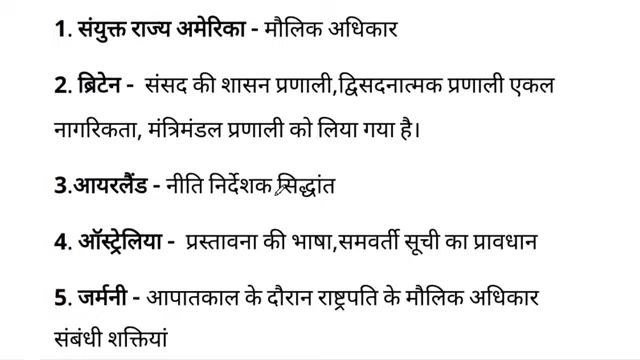 1. संयुक्त राज्य अमेरिका - मौलिक अधिकार
2. ब्रिटेन - संसद की शासन प्रणाली,द्विसदनात्मक प्रणाली एकल
नागरिकता, मंत्रिमंडल प्रणाली को लिया गया है।
3.आयरलैंड - नीति निर्देशक सिद्धांत
4. ऑस्ट्रेलिया - प्रस्तावना की भाषा,समवर्ती सूची का प्रावधान
5. जर्मनी - आपातकाल के दौरान राष्ट्रपति के मौलिक अधिकार
संबंधी शक्तियां